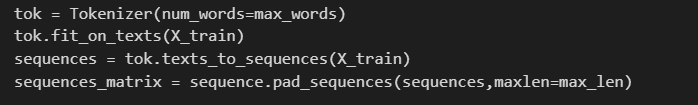 tok = Tokenizer(num_words=max_words)
tok.fit_on_texts(X_train)
sequences = tok.texts_to_sequences(X_train)
sequences_matrix = sequence.pad_sequences(sequences,maxlen=max_len)